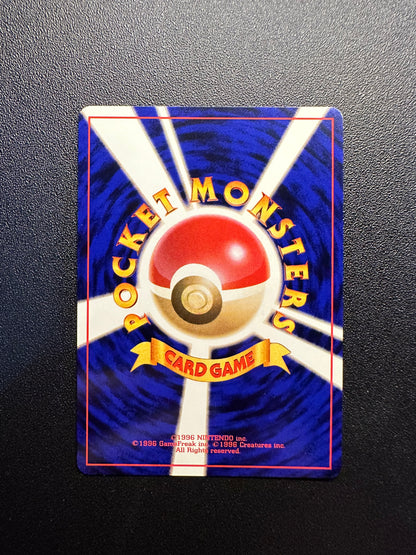 POCKET MONSTERS
CARD GAME
©1996 NINTENDO inc.
©1996 GameFreak inc. ©1996 Creatures inc.
All Rights reserved.